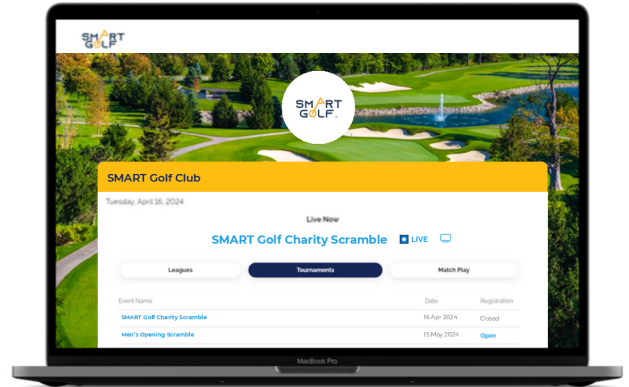 SMART
GOLF
SMART
GOLF™
SMART Golf Club
Tuesday, April 16, 2024
Live Now
SMART Golf Charity Scramble LIVE
Leagues Tournaments Match Play
Event Name Date Registration
SMART Golf Charity Scramble 16 Apr 2024 Closed
Men's Opening Scramble 15 May 2024 Open
MacBook Pro